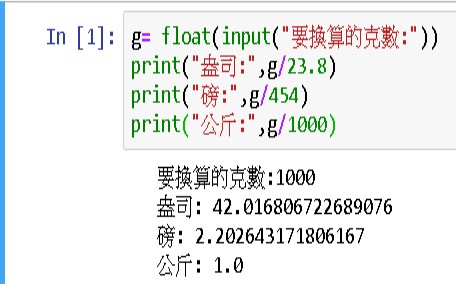 In [1]: g= float(input("要換算的克數:"))
print("盎司:",g/23.8)
print("磅:",g/454)
print("公斤:",g/1000)
要換算的克數:1000
盎司: 42.016806722689076
磅: 2.202643171806167
公斤: 1.0